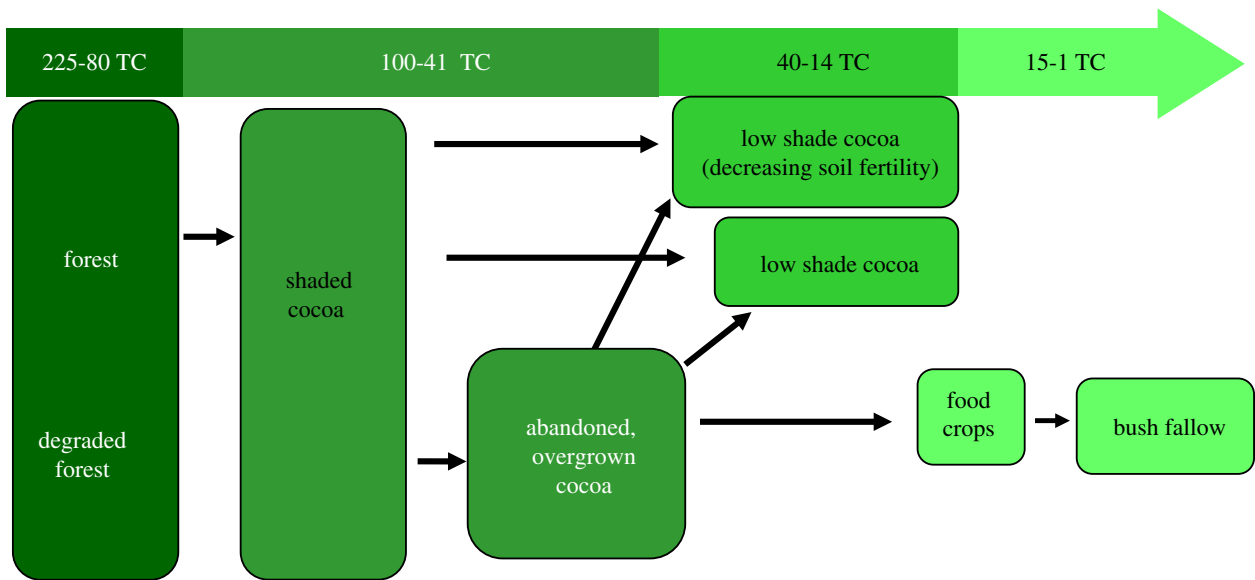 225-80 TC
100-41 TC
40-14 TC
15-1 TC
low shade cocoa
(decreasing soil fertility)
low shade cocoa
forest
shaded
cocoa
degraded
forest
abandoned,
overgrown
cocoa
food
crops
bush fallow